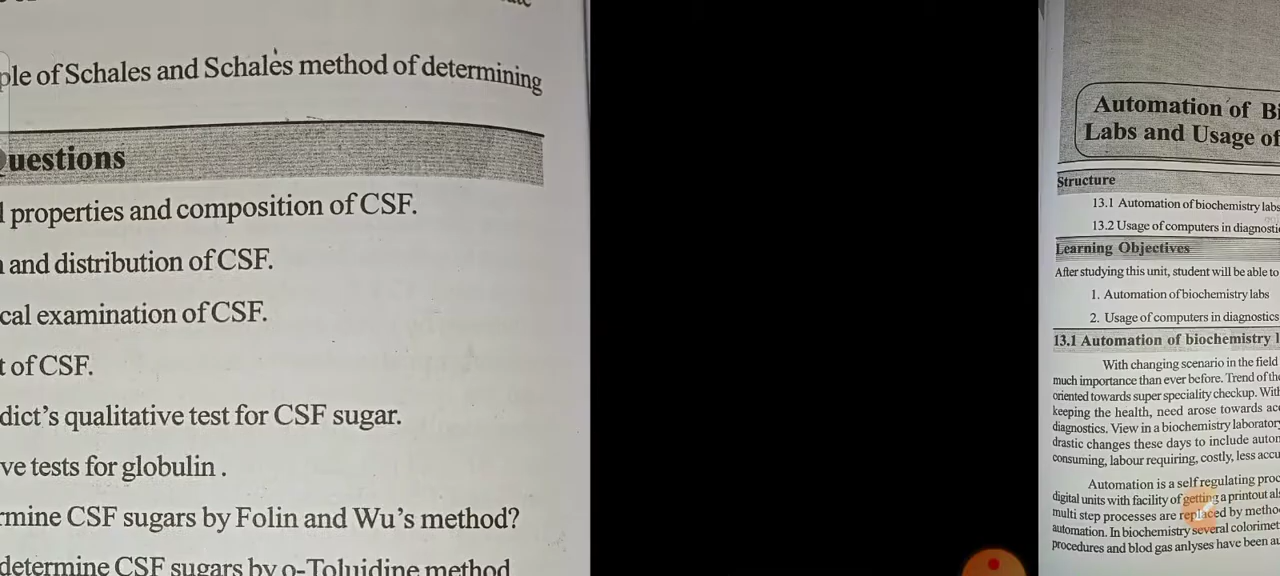 ple of Schales and Schale's method of determining
Questions
properties and composition of CSF.
and distribution of CSF.
cal examination of CSF.
t of CSF.
dict's qualitative test for CSF sugar.
ve tests for globulin .
rmine CSF sugars by Folin and Wu's method?
determine CSF sugars by o-Toluidine method
Automation of Bi
Labs and Usage of
Structure
13.1 Automation of biochemistry labs
13.2 Usage of computers in diagnosti
Learning Objectives
After studying this unit, student will be able to
1. Automation of biochemistry labs
2. Usage of computers in diagnostics
13.1 Automation of biochemistry l
With changing scenario in the field
much importance than ever before. Trend of the
oriented towards super speciality checkup. Wit
keeping the health, need arose towards ac
diagnostics. View in a biochemistry laboratory
drastic changes these days to include auto
consuming, labour requiring, costly, less accu
Automation is a self regulating proc
digital units with facility of getting a printout al
multi step processes are replaced by metho
automation. In biochemistry several colorimet
procedures and blod gas anlyses have been au